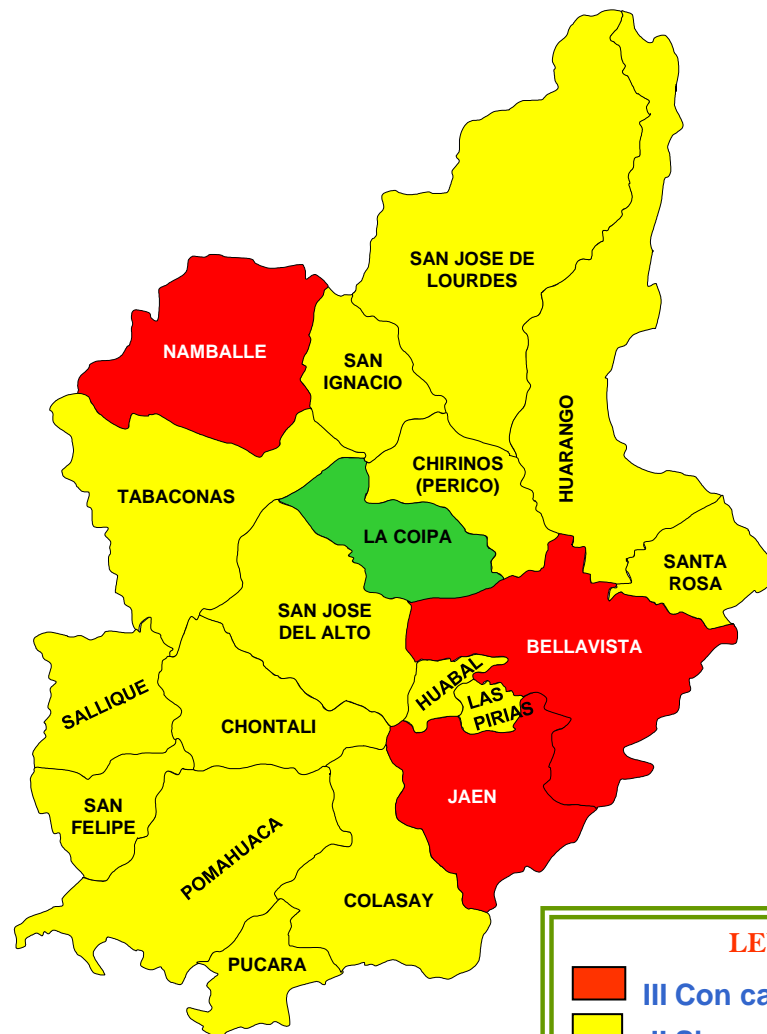 SAN JOSE DE
LOURDES
NAMBALLE
SAN
IGNACIO
HUARANGO
CHIRINOS
(PERICO)
TABACONAS
LA COIPA
SANTA
ROSA
SAN JOSE
DEL ALTO
BELLAVISTA
HUABAL
SALLIQUE
LAS
PIRIAS
CHONTALI
JAEN
SAN
FELIPE
POMAHUACA
COLASAY
PUCARA
LE
III Con ca